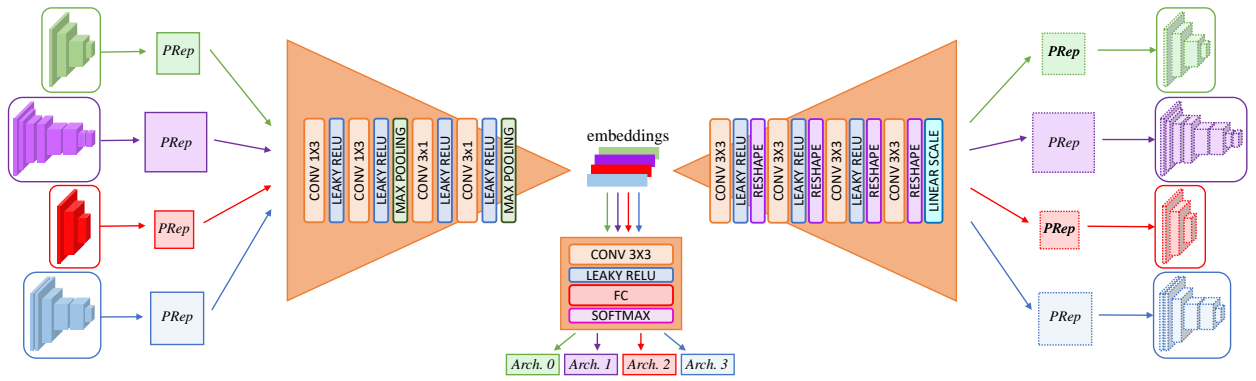 PRep
PRep
PRep
PRep
CONV 1X3
LEAKY RELU
CONV 1X3
LEAKY RELU
MAX POOLING
CONV 3x1
LEAKY RELU
CONV 3x1
LEAKY RELU
MAX POOLING
embeddings
CONV 3X3
LEAKY RELU
FC
SOFTMAX
Arch. 0
Arch. 1
Arch. 2
Arch. 3
CONV 3X3
LEAKY RELU
RESHAPE
CONV 3X3
LEAKY RELU
RESHAPE
CONV 3X3
LEAKY RELU
RESHAPE
CONV 3X3
RESHAPE
LINEAR SCALE
PRep
PRep
PRep
PRep